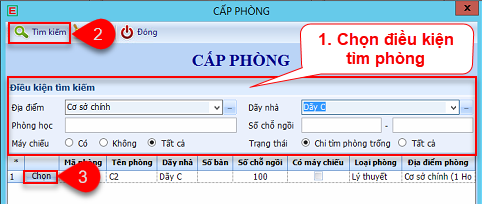 E CẤP PHÒNG x
Tìm kiếm 2 Đóng
CẤP PHÒNG
1. Chọn điều kiện tìm phòng
Điều kiện tìm kiếm
Địa điểm Cơ sở chính Dãy nhà Dãy C
Phòng học Số chỗ ngồi -
Máy chiếu Có Không Tất cả Trạng thái Chỉ tìm phòng trống Tất cả
* Mã phòng Tên phòng Dãy nhà Số bàn Số chỗ ngồi Có máy chiếu Loại phòng Địa điểm phòng
1 Chọn C2 Dãy C 100 Lý thuyết Cơ sở chính (1 Ho
3